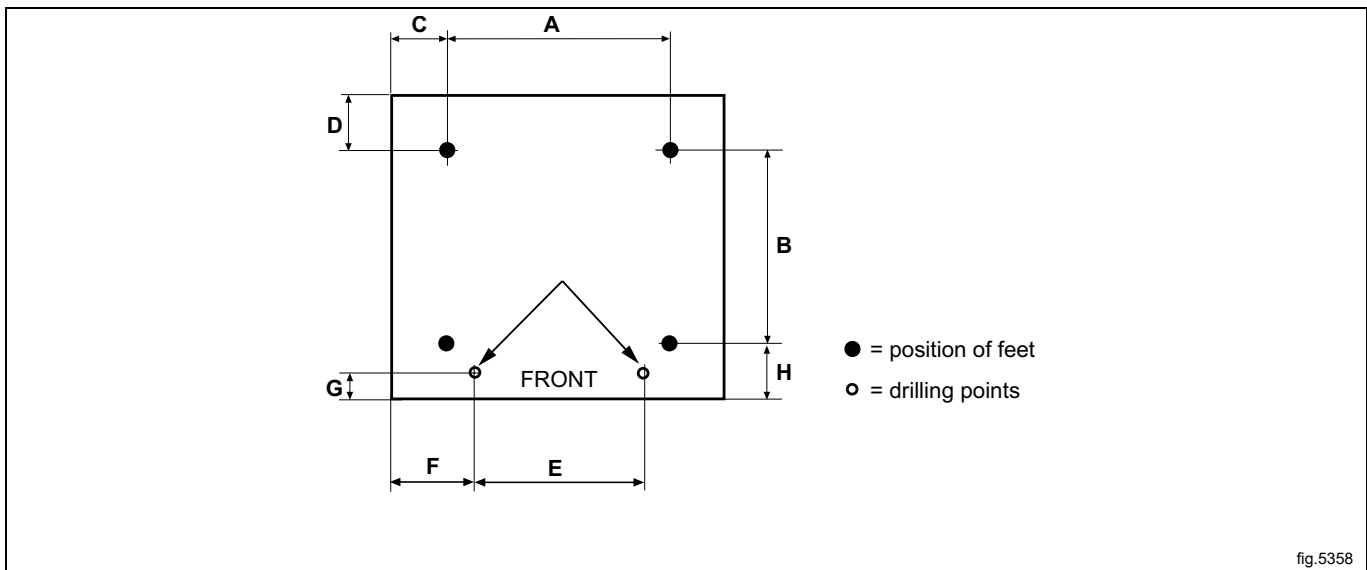 C
A
D
B
= position of feet
H
G
FRONT
= drilling points
F
E
fig.5358